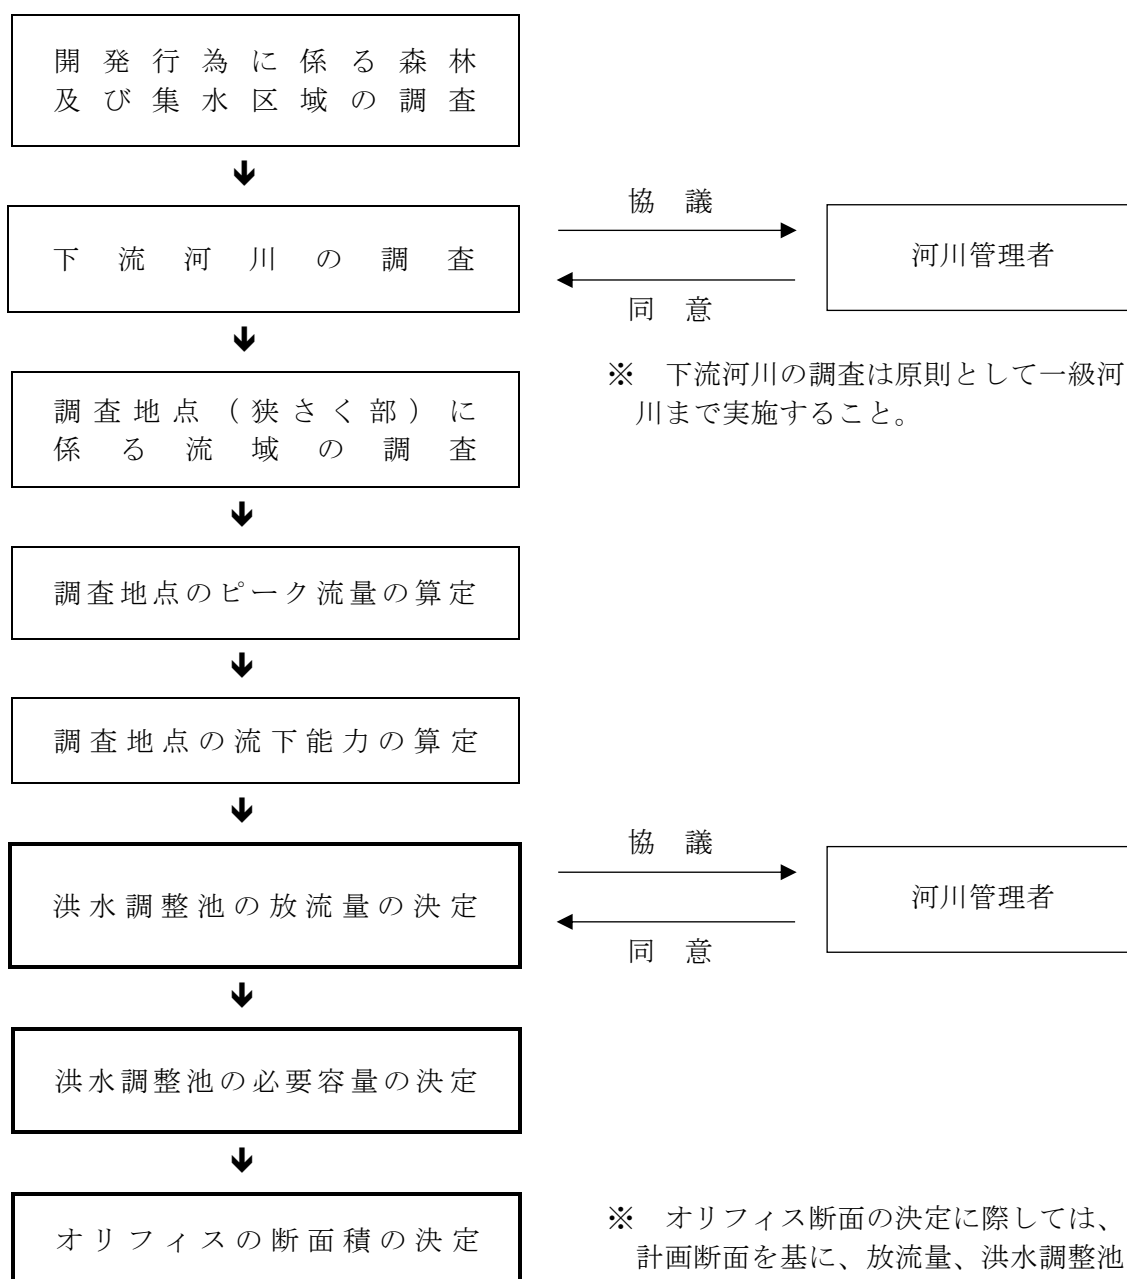 開発行為に係る森林
及び集水区域の調査
下流河川の調査
協議
同意
河川管理者
※　下流河川の調査は原則として一級河
川まで実施すること。
調査地点（狭さく部）に
係る流域の調査
調査地点のピーク流量の算定
調査地点の流下能力の算定
洪水調整池の放流量の決定
協議
同意
河川管理者
洪水調整池の必要容量の決定
オリフィスの断面積の決定
※　オリフィス断面の決定に際しては、
計画断面を基に、放流量、洪水調整池